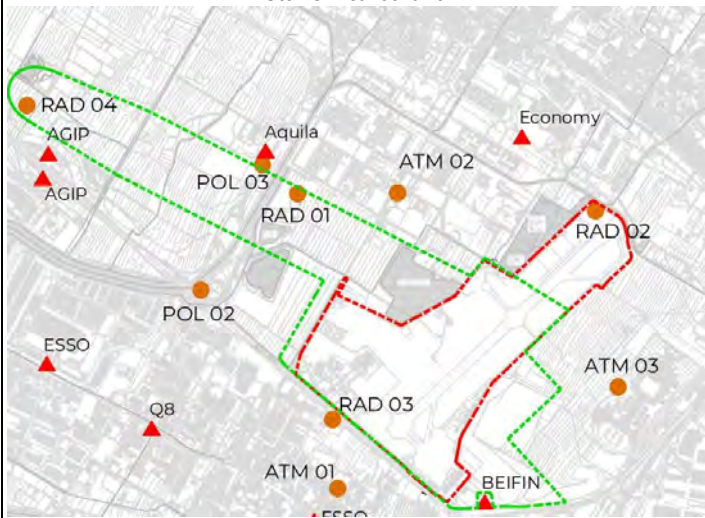 RAD 04
AGIP
AGIP
Aquila
POL 03
RAD 01
ATM 02
Economy
RAD 02
POL 02
ESSO
Q8
RAD 03
ATM 03
ATM 01
BEIFIN
ESSO